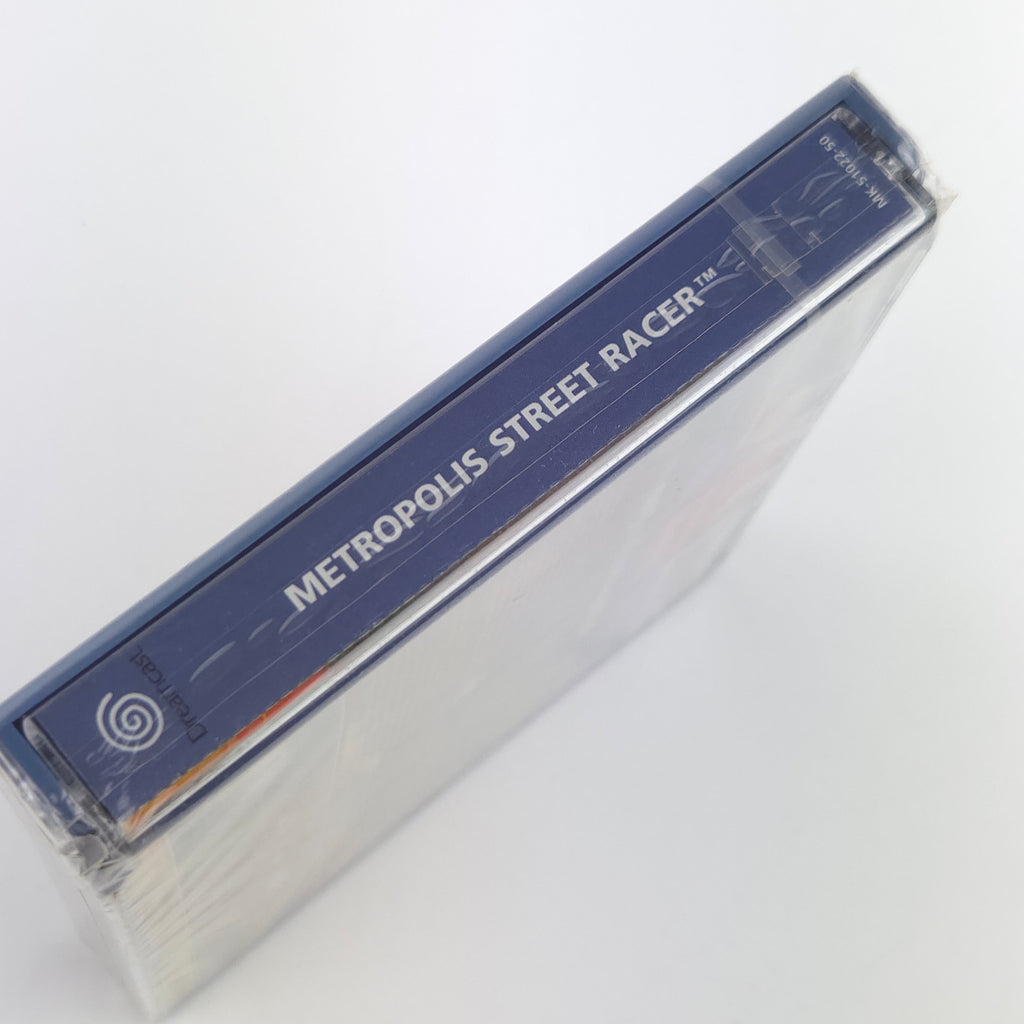 METROPOLIS STREET RACER™
MK-51022-50
Dreamcast